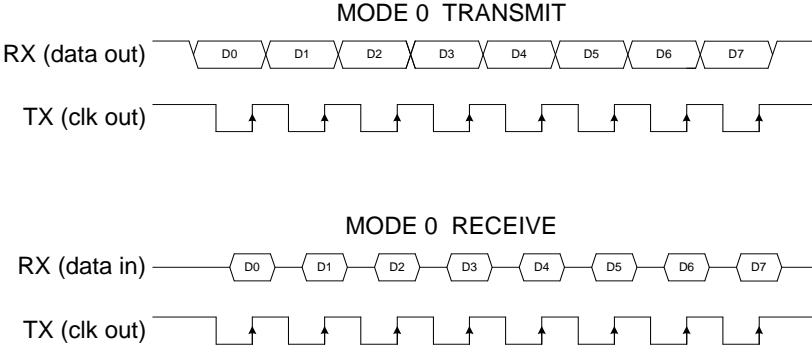 MODE 0 TRANSMIT
RX (data out) D0 D1 D2 D3 D4 D5 D6 D7
TX (clk out)
MODE 0 RECEIVE
RX (data in) D0 D1 D2 D3 D4 D5 D6 D7
TX (clk out)